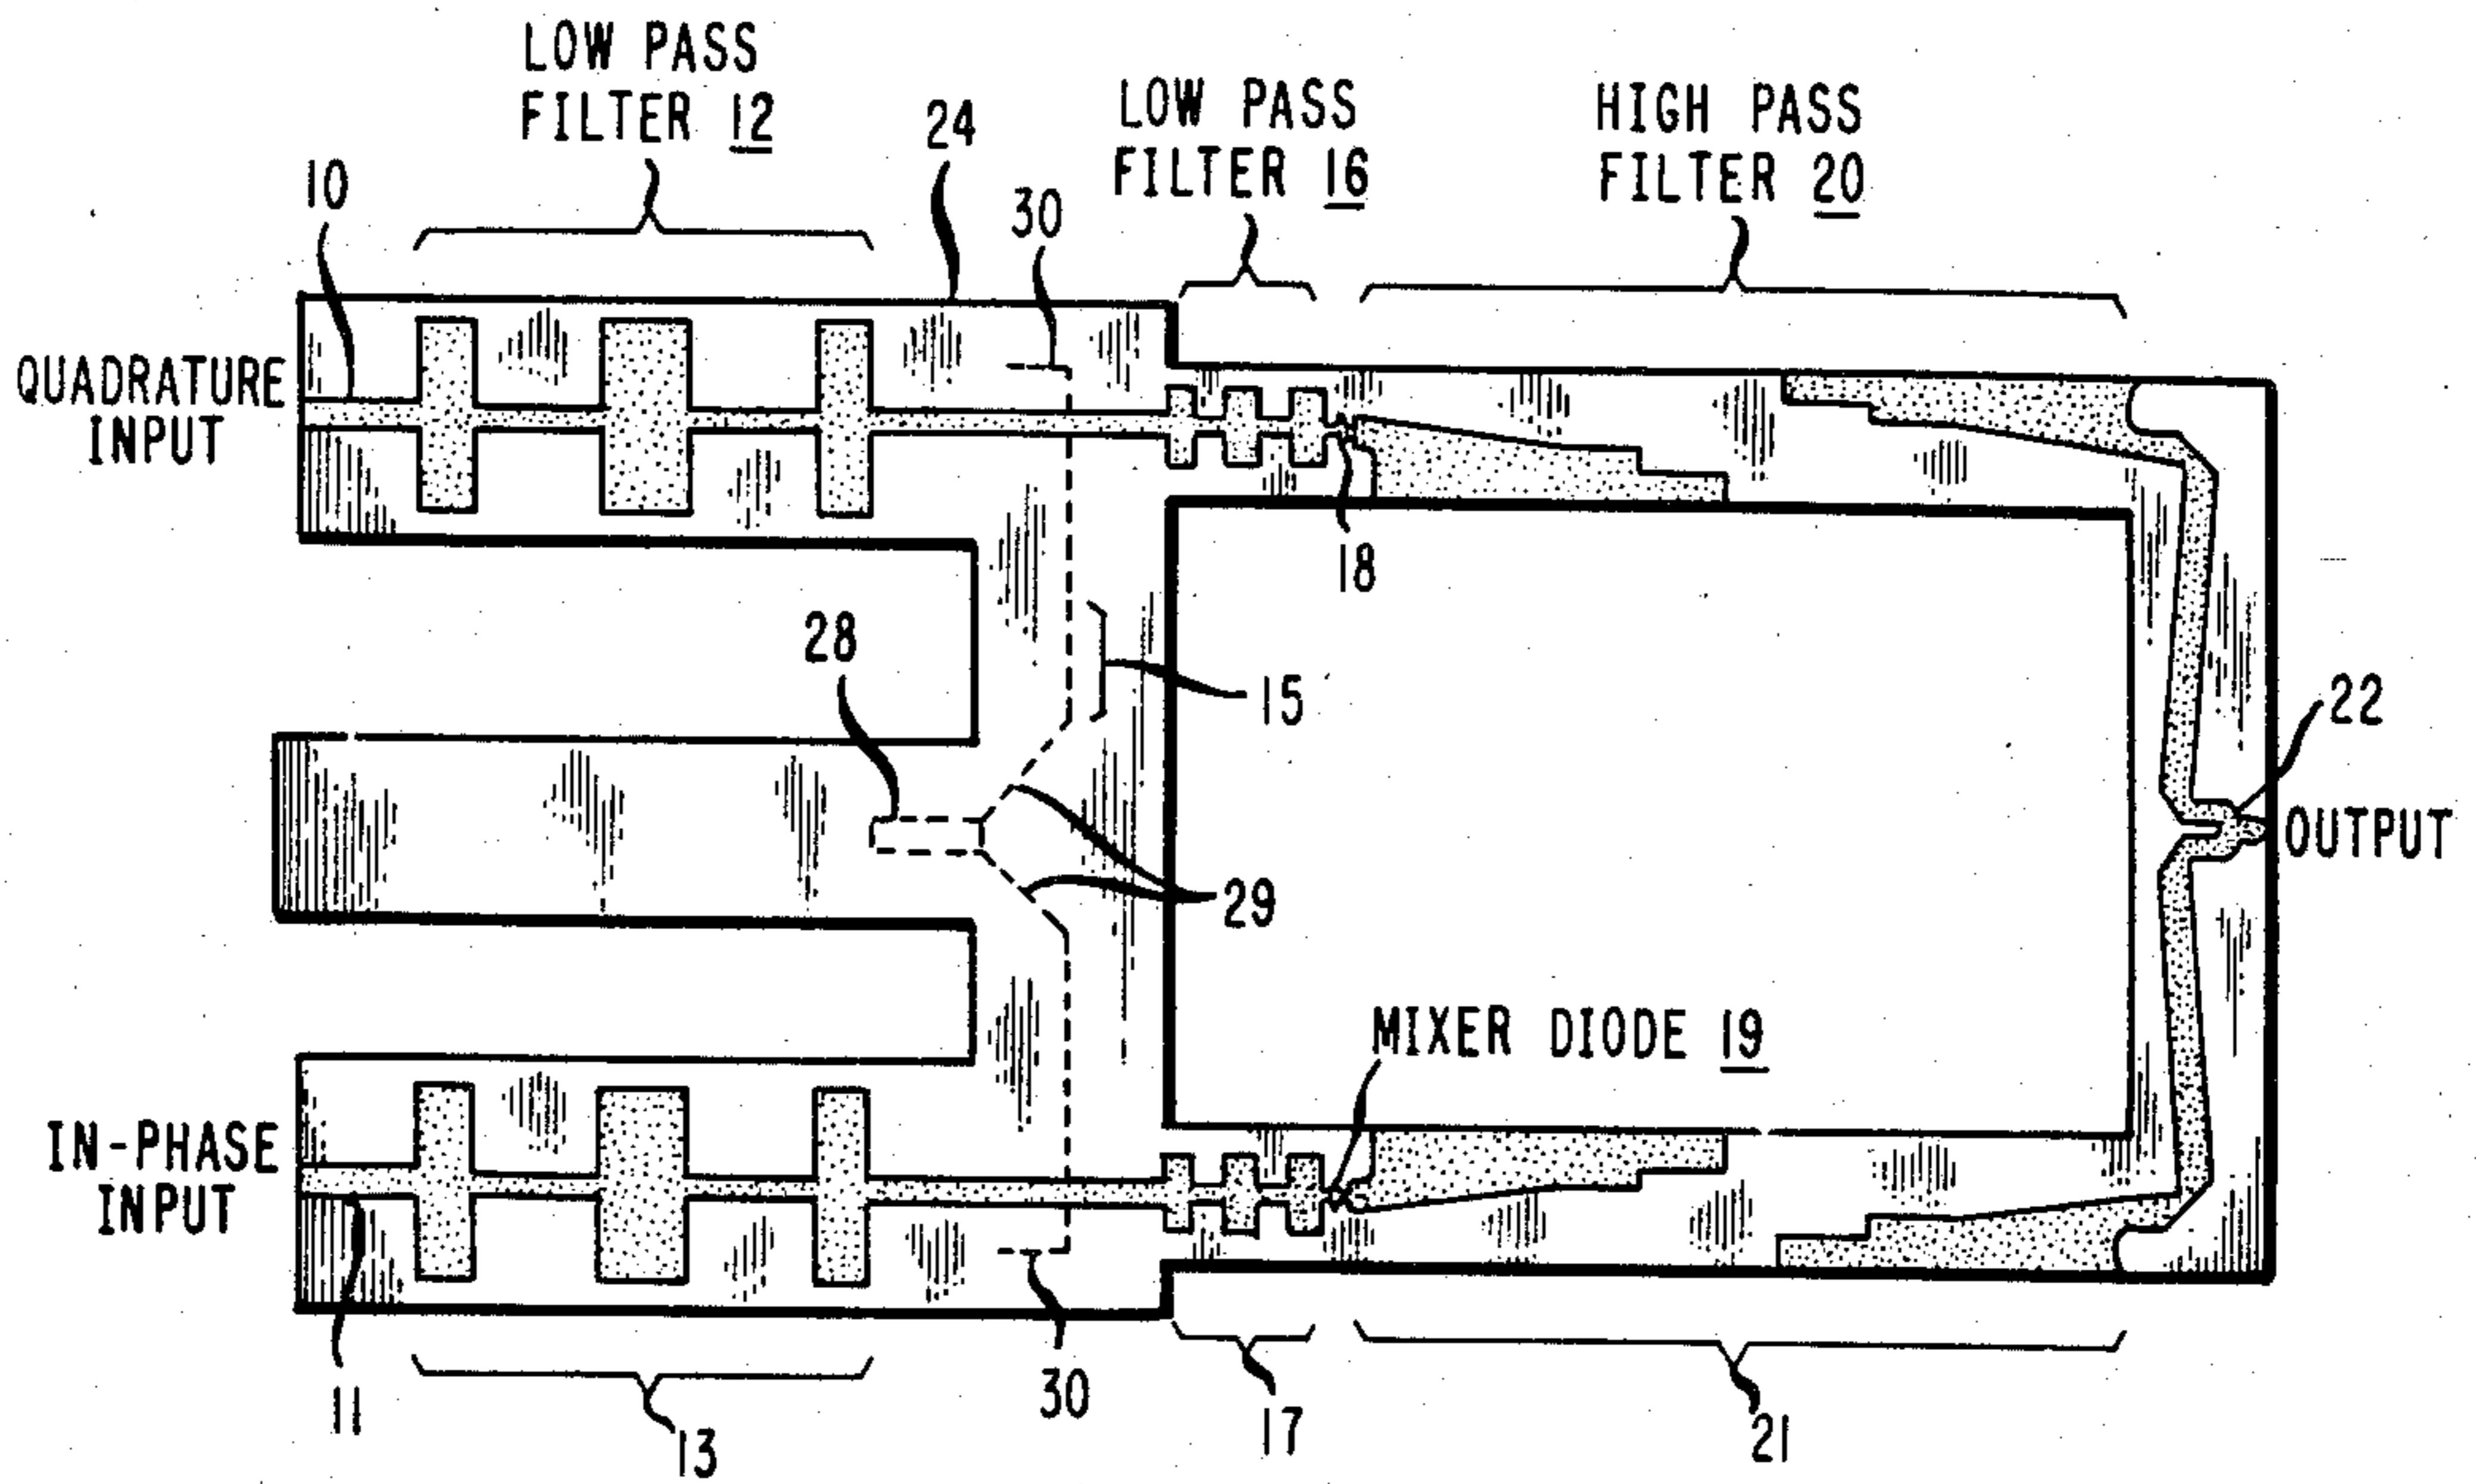 LOW PASS
FILTER 12
24
LOW PASS
FILTER 16
HIGH PASS
FILTER 20
10
30
QUADRATURE
INPUT
18
28
15
22
OUTPUT
29
MIXER DIODE 19
IN-PHASE
INPUT
11
13
30
17
21